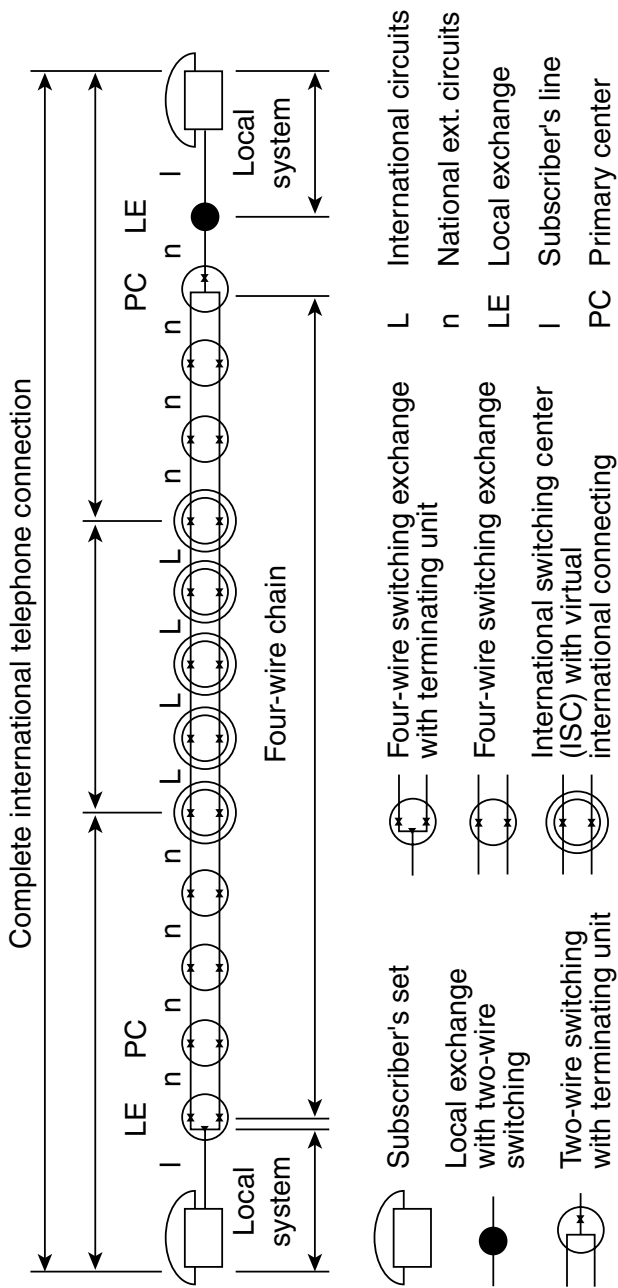 Complete international telephone connection
LE PC LE
PC
l n n n n L L L L n n n n l
Local
system
Four-wire chain
Local
system
Subscriber's set
Local exchange
with two-wire
switching
Two-wire switching
with terminating unit
Four-wire switching exchange
with terminating unit
Four-wire switching exchange
International switching center
(ISC) with virtual
international connecting
L International circuits
n National ext. circuits
LE Local exchange
l Subscriber's line
PC Primary center